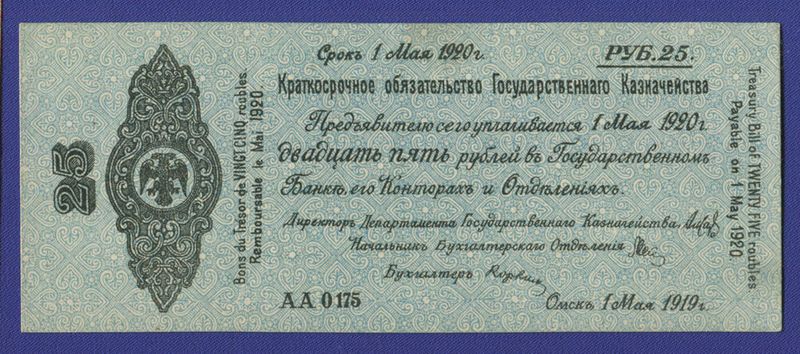 25
Bons du Trésor de VINGT CINQ roubles
Remboursable le Mai 1920.
Срокъ 1 Мая 1920г.
РУБ.25.
Краткосрочное обязательство Государственнаго Казначейства
Предъявителю сего уплачивается 1 Мая 1920г.
двадцать пять рублей въ Государственномъ
Банкѣ, его Конторахъ и Отдѣленіяхъ.
Директоръ Департамента Государственнаго Казначейства
Начальникъ Бухгалтерскаго Отдѣленія
Бухгалтеръ
АА 0175
Омскъ, 1 Мая 1919г.
Treasury Bill of TWENTY FIVE roubles
Payable on 1 May 1920.